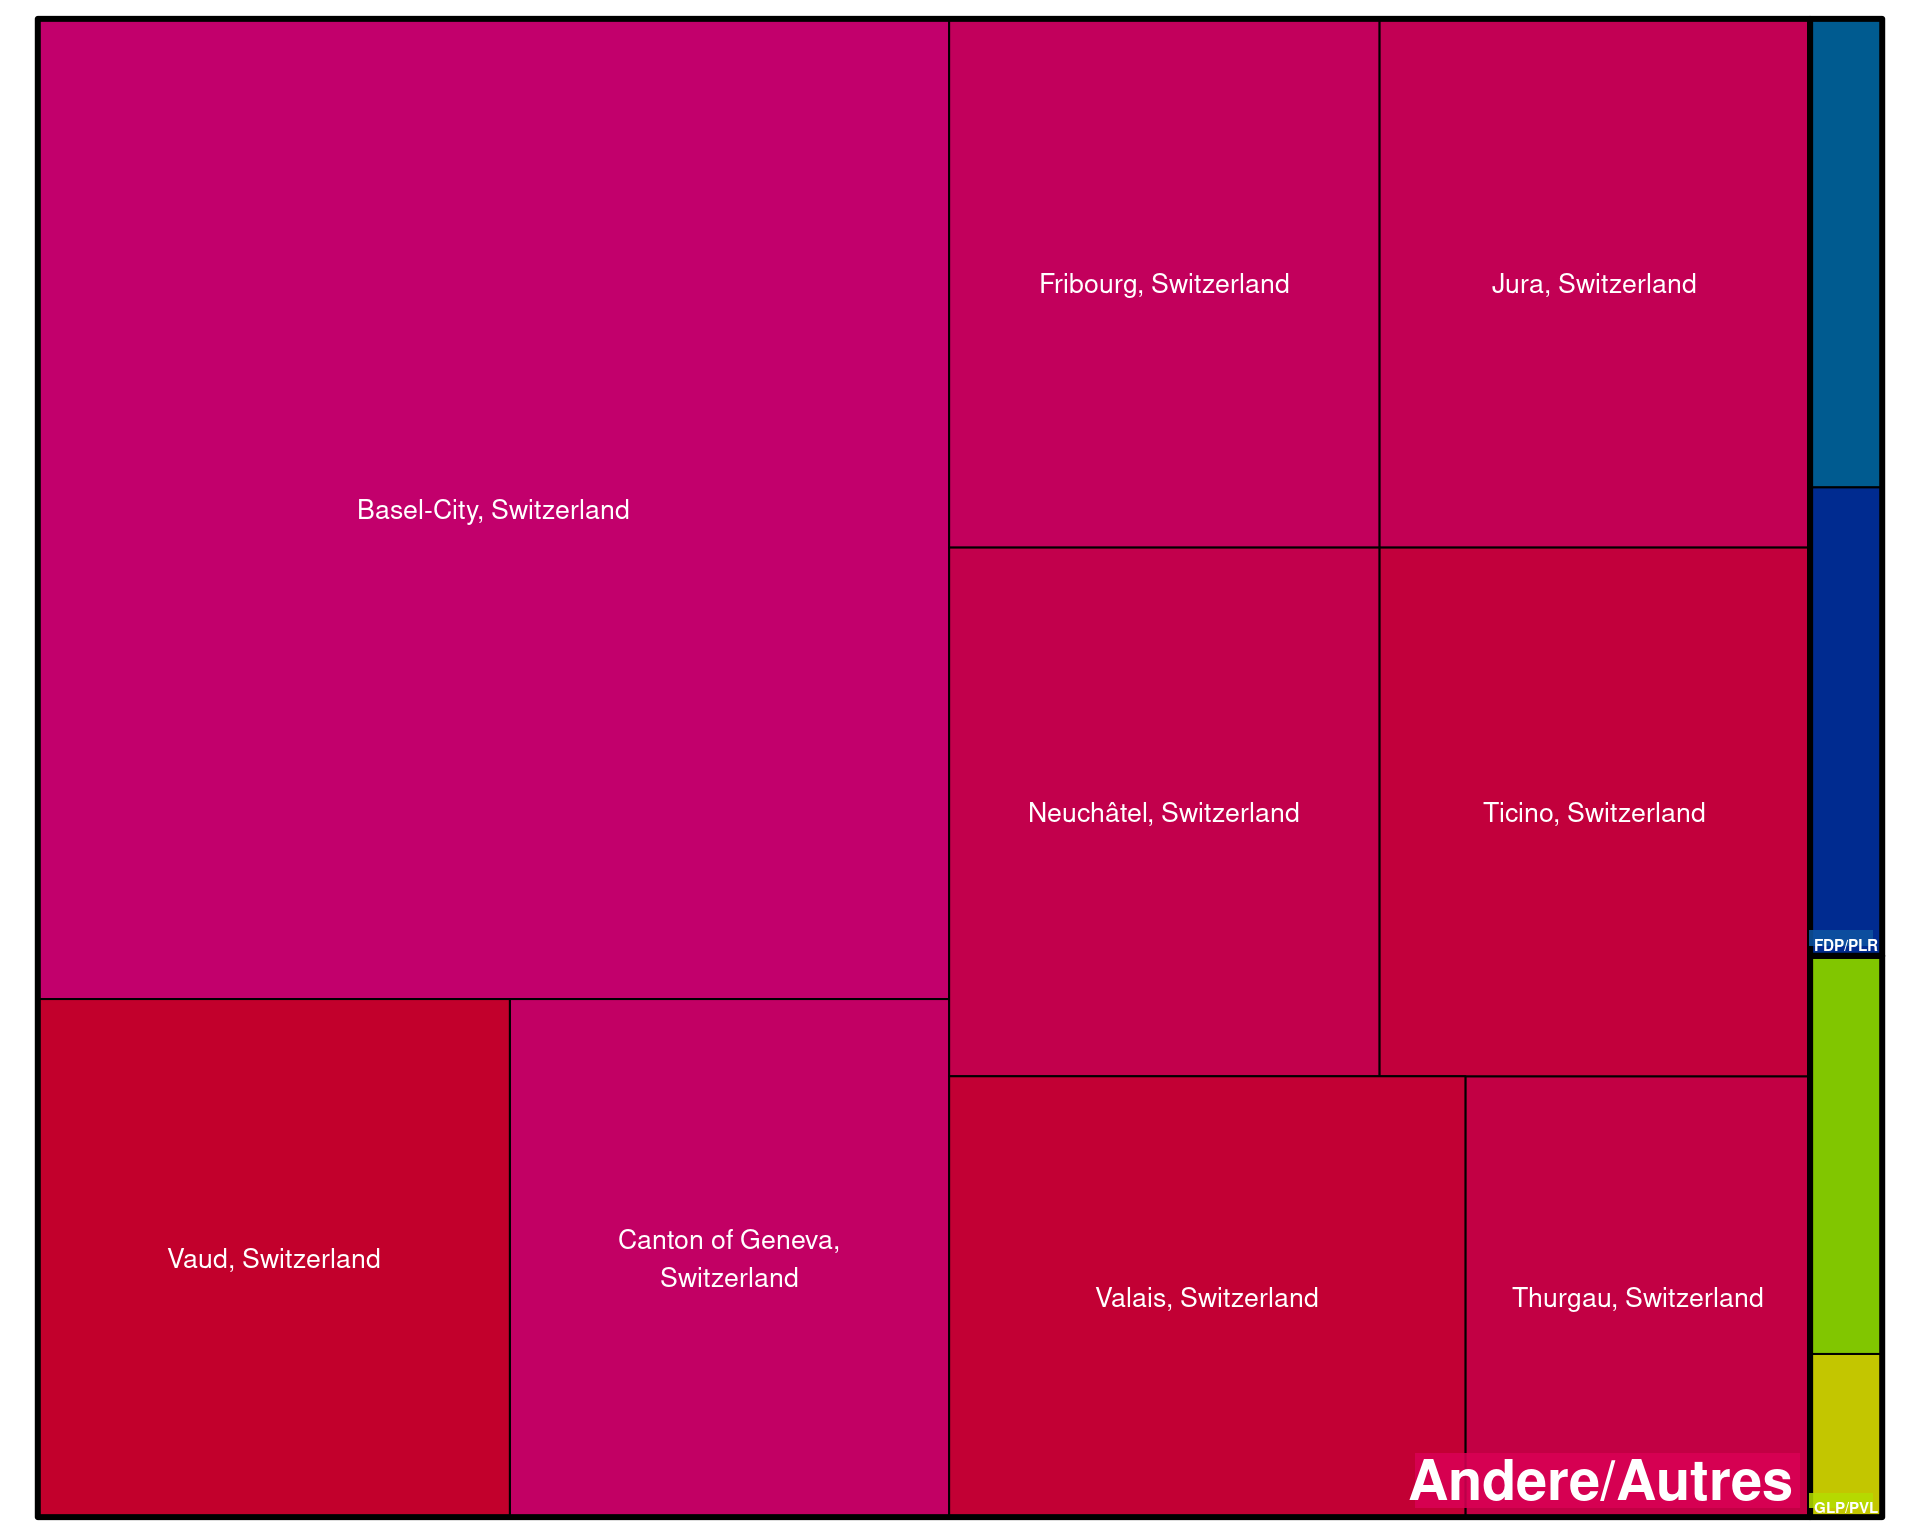 Fribourg, Switzerland
Jura, Switzerland
Basel-City, Switzerland
Neuchâtel, Switzerland
Ticino, Switzerland
FDP/PLR
Vaud, Switzerland
Canton of Geneva,
Switzerland
Valais, Switzerland
Thurgau, Switzerland
Andere/Autres
GLP/PVL